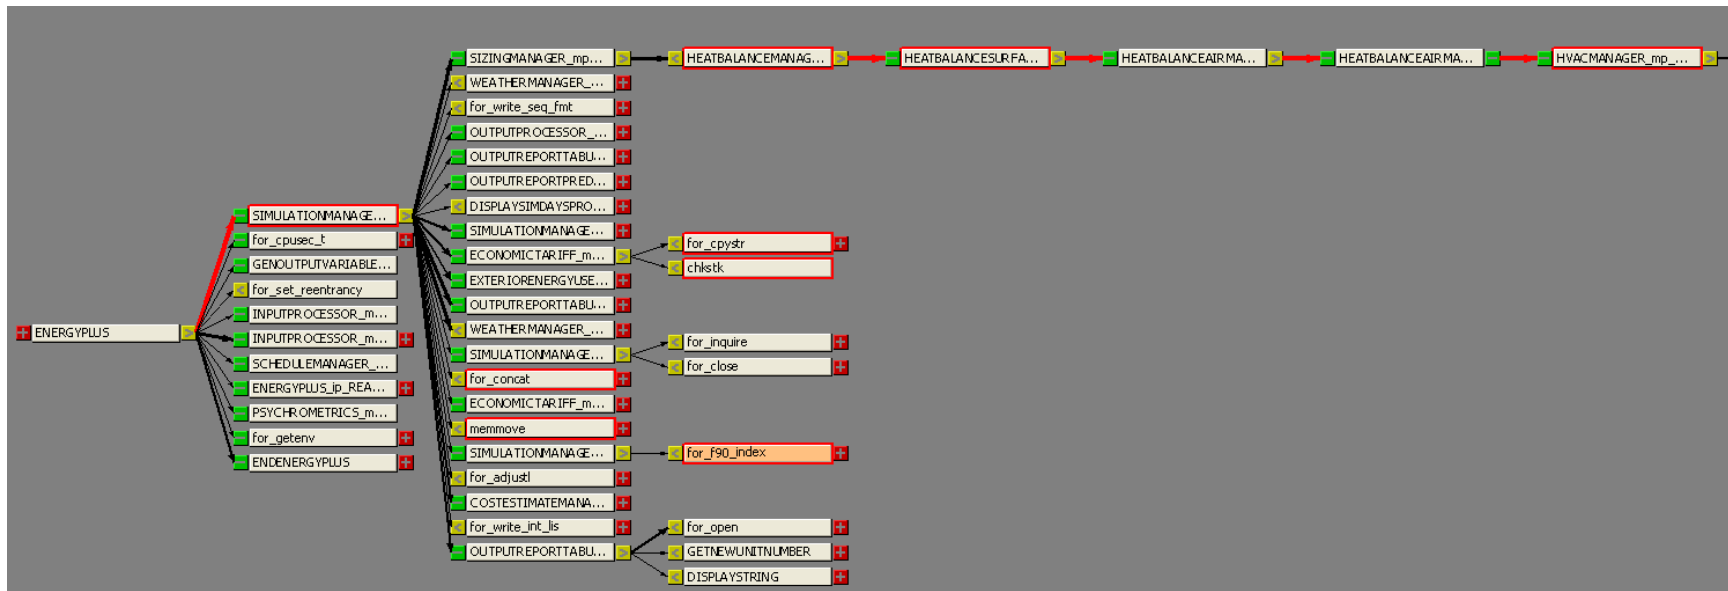 SIZINGMANAGER_mp...
HEATBALANCEMANAG...
HEATBALANCESURFA...
HEATBALANCEAIRMA...
HEATBALANCEAIRMA...
HVACMANAGER_mp_...
WEATHERMANAGER_...
for_write_seq_fmt
OUTPUTPROCESSOR_...
OUTPUTREPORTTABU...
OUTPUTREPORTPRED...
DISPLAYSIMDAYSPRO...
SIMULATIONMANAGE...
ECONOMICTARIFF_m...
EXTERIORENERGYUSE...
OUTPUTREPORTTABU...
WEATHERMANAGER_...
SIMULATIONMANAGE...
for_concat
ECONOMICTARIFF_m...
memmove
SIMULATIONMANAGE...
for_adjustl
COSTESTIMATEMANA...
for_write_int_lis
OUTPUTREPORTTABU...
for_cpystr
chkstk
for_inquire
for_close
for_f90_index
for_open
GETNEWUNITNUMBER
DISPLAYSTRING
SIMULATIONMANAGE...
for_cpusec_t
GENOUTPUTVARIABLE...
for_set_reentrancy
INPUTPROCESSOR_m...
INPUTPROCESSOR_m...
SCHEDULEMANAGER_...
ENERGYPLUS_ip_REA...
PSYCHROMETRICS_m...
for_getenv
ENDENERGYPLUS
ENERGYPLUS